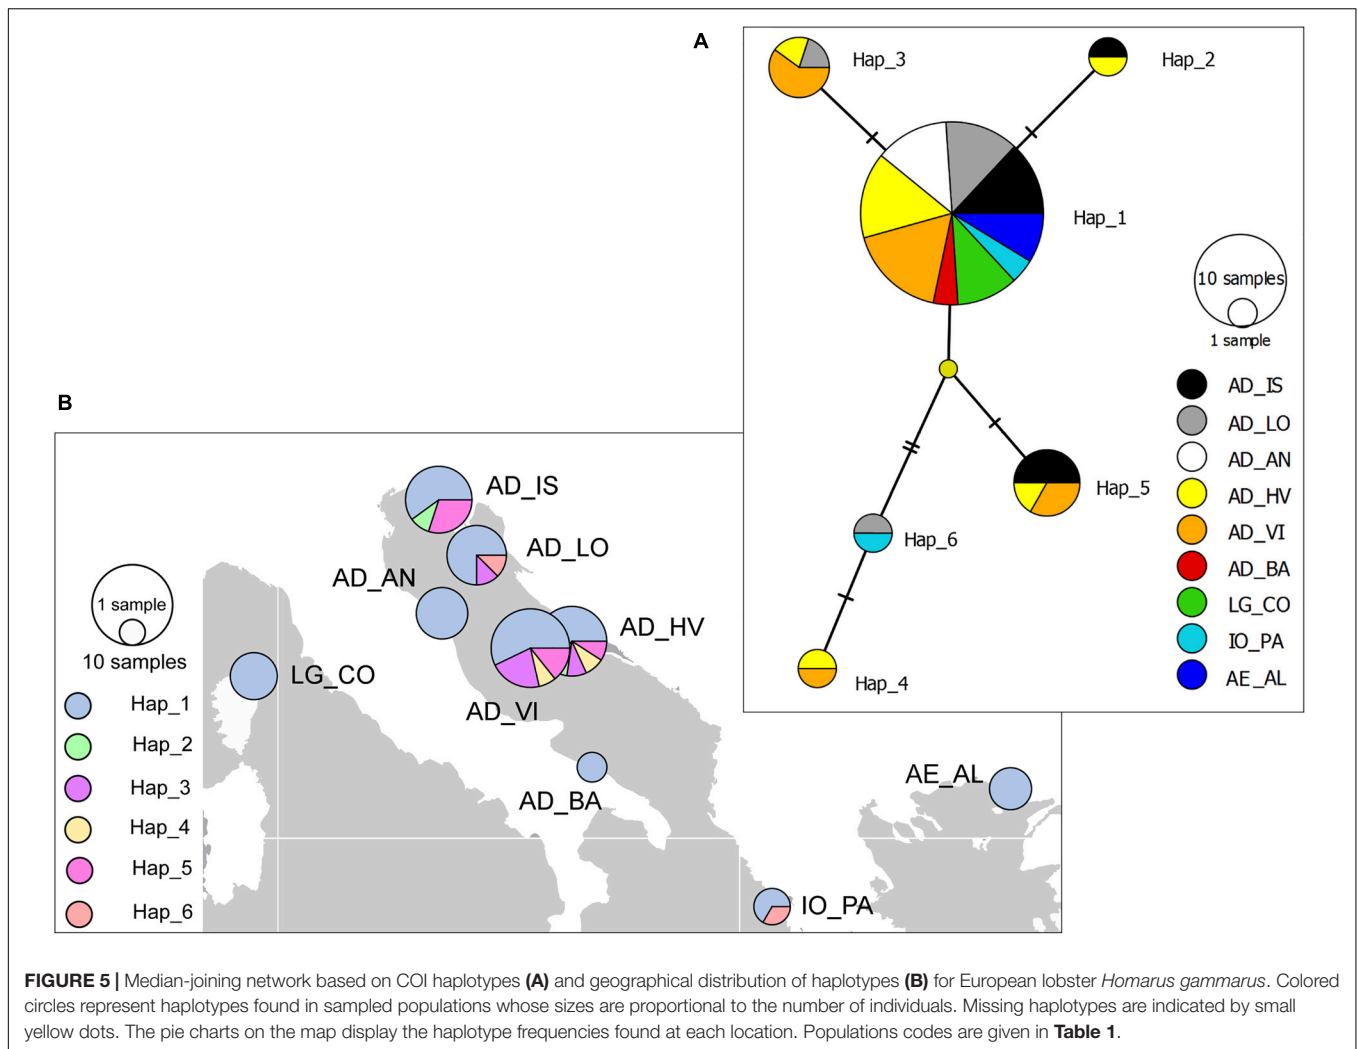 A
Hap_3
Hap_2
Hap_1
10 samples
1 sample
AD_IS
AD_LO
AD_AN
AD_HV
AD_VI
AD_BA
LG_CO
IO_PA
AE_AL
Hap_5
Hap_6
Hap_4
B
AD_IS
AD_LO
AD_AN
AD_HV
LG_CO
AD_VI
AD_BA
AE_AL
IO_PA
1 sample
10 samples
Hap_1
Hap_2
Hap_3
Hap_4
Hap_5
Hap_6
FIGURE 5 | Median-joining network based on COI haplotypes (A) and geographical distribution of haplotypes (B) for European lobster Homarus gammarus. Colored
circles represent haplotypes found in sampled populations whose sizes are proportional to the number of individuals. Missing haplotypes are indicated by small
yellow dots. The pie charts on the map display the haplotype frequencies found at each location. Populations codes are given in Table 1.